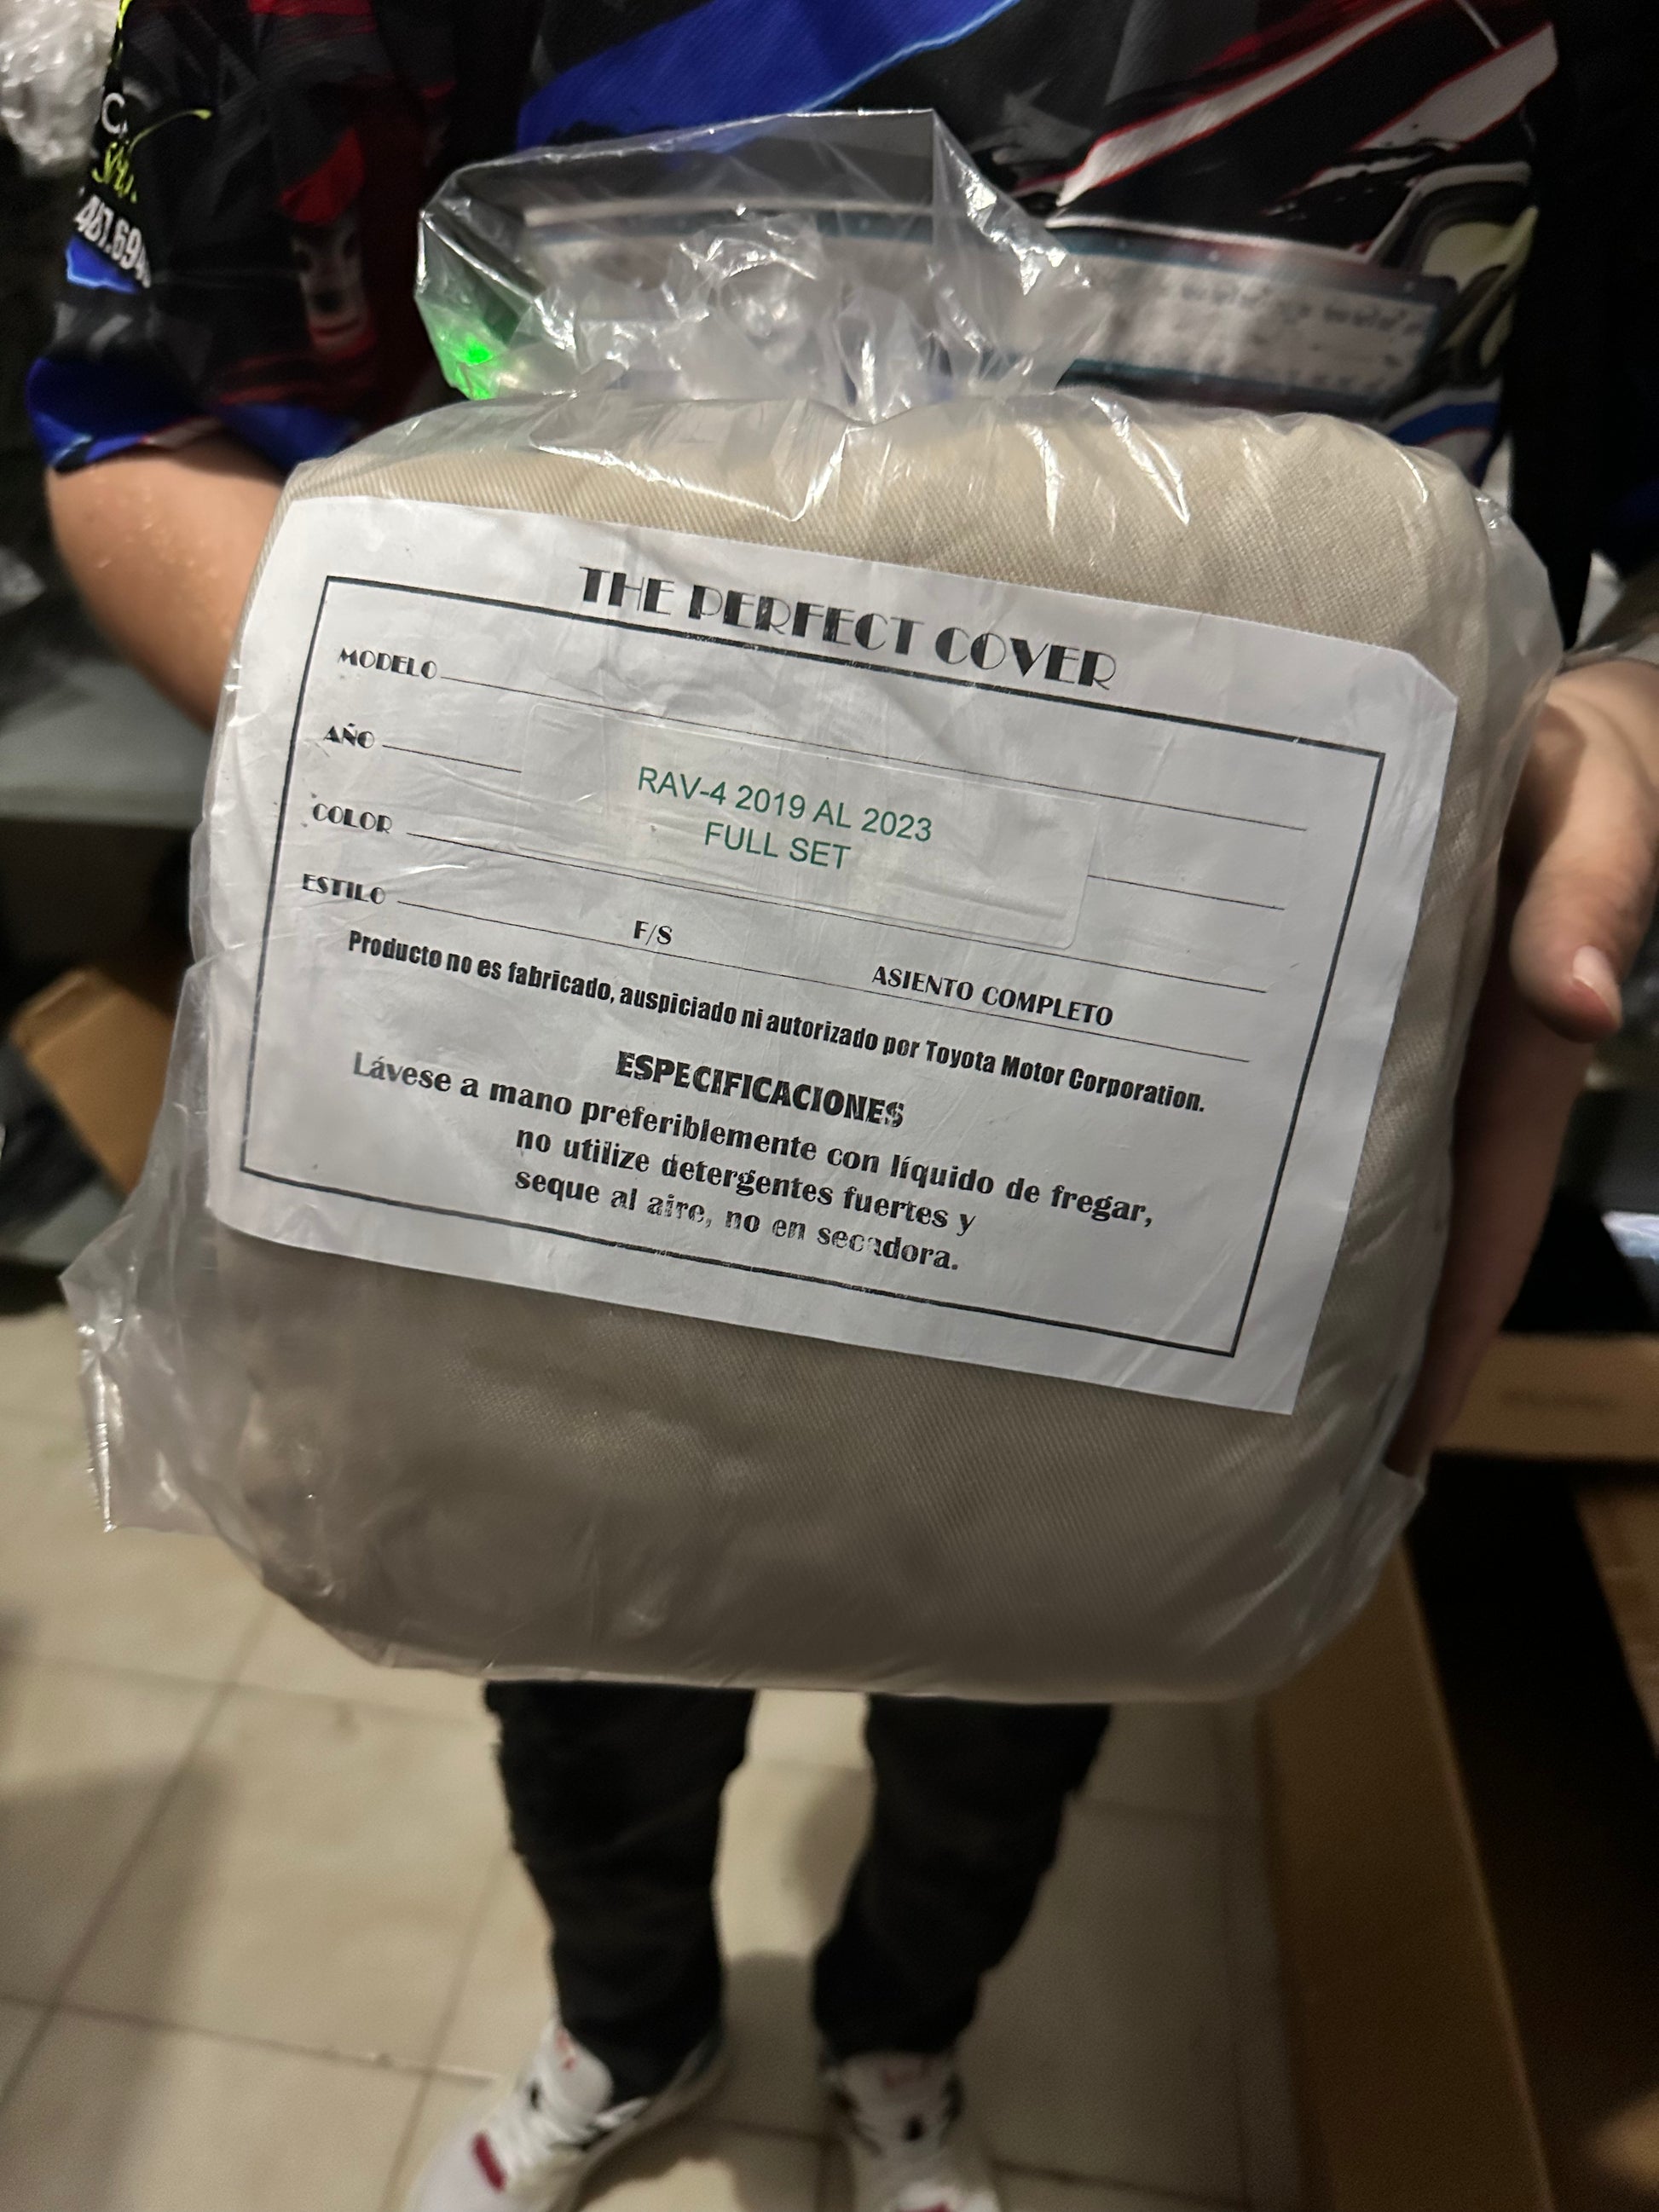 THE PERFECT COVER
MODELO
AÑO
RAV-4 2019 AL 2023
FULL SET
COLOR
ESTILO
F/S ASIENTO COMPLETO
Producto no es fabricado, auspiciado ni autorizado por Toyota Motor Corporation.
ESPECIFICACIONES
Lávese a mano preferiblemente con líquido de fregar,
no utilize detergentes fuertes y
seque al aire, no en secadora.